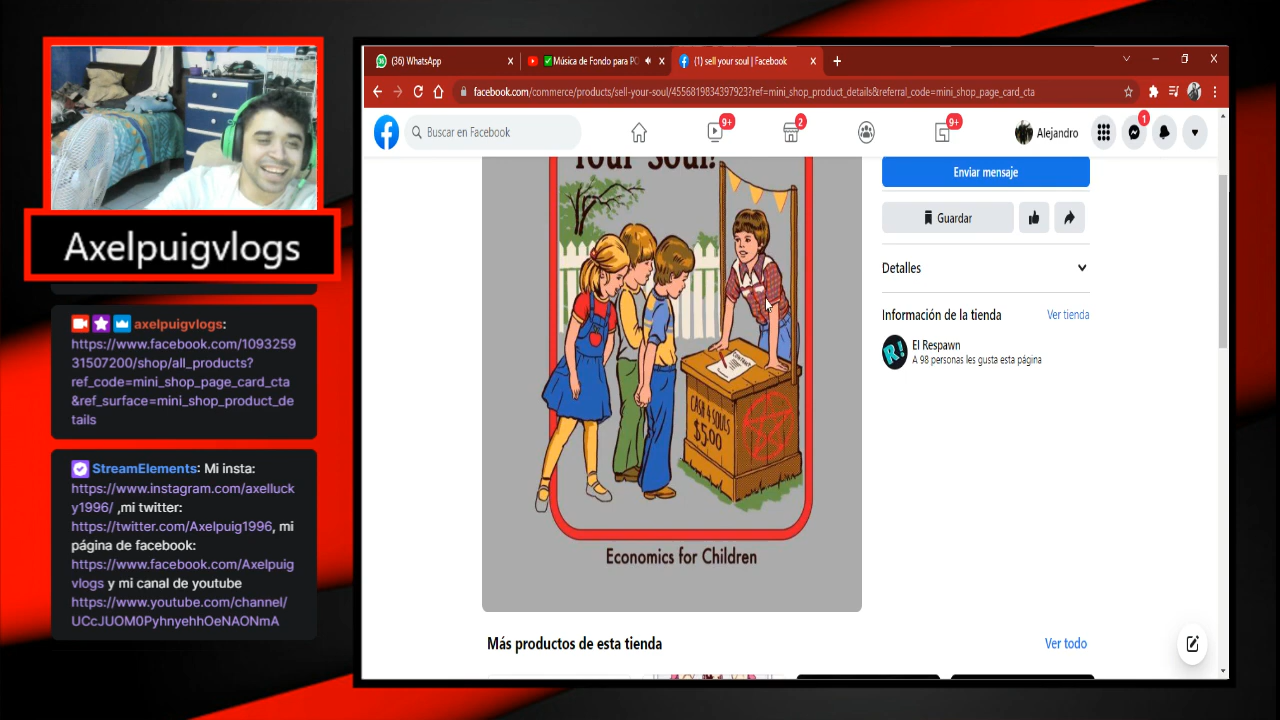 Axelpuigvlogs
axelpuigvlogs:
https://www.facebook.com/1093259
31507200/shop/all_products?
ref_code=mini_shop_page_card_cta
&ref_surface=mini_shop_product_de
tails
StreamElements: Mi insta:
https://www.instagram.com/axelluck
y1996/ ,mi twitter:
https://twitter.com/Axelpuig1996, mi
página de facebook:
https://www.facebook.com/Axelpuig
vlogs y mi canal de youtube
https://www.youtube.com/channel/
UCcJUOM0PyhnyehhOeNAONmA
(36) WhatsApp
Música de Fondo para PC
(1) sell your soul | Facebook
facebook.com/commerce/products/sell-your-soul/4556819834397923?ref=mini_shop_product_details&referral_code=mini_shop_page_card_cta
Buscar en Facebook
9+
2
9+
Alejandro
1
Your Soul!
CASH 4 SOULS
$5.00
Economics for Children
Enviar mensaje
Guardar
Detalles
Información de la tienda
Ver tienda
R!
El Respawn
A 98 personas les gusta esta página
Más productos de esta tienda
Ver todo